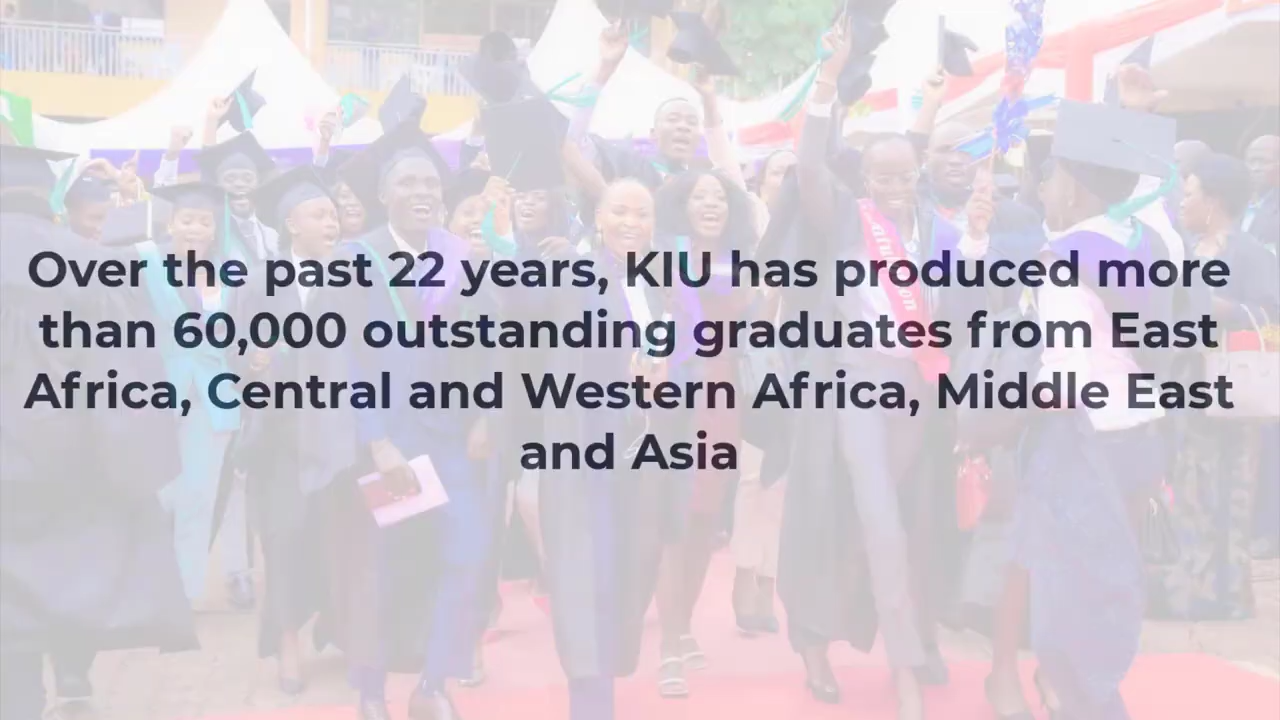 Over the past 22 years, KIU has produced more
than 60,000 outstanding graduates from East
Africa, Central and Western Africa, Middle East
and Asia